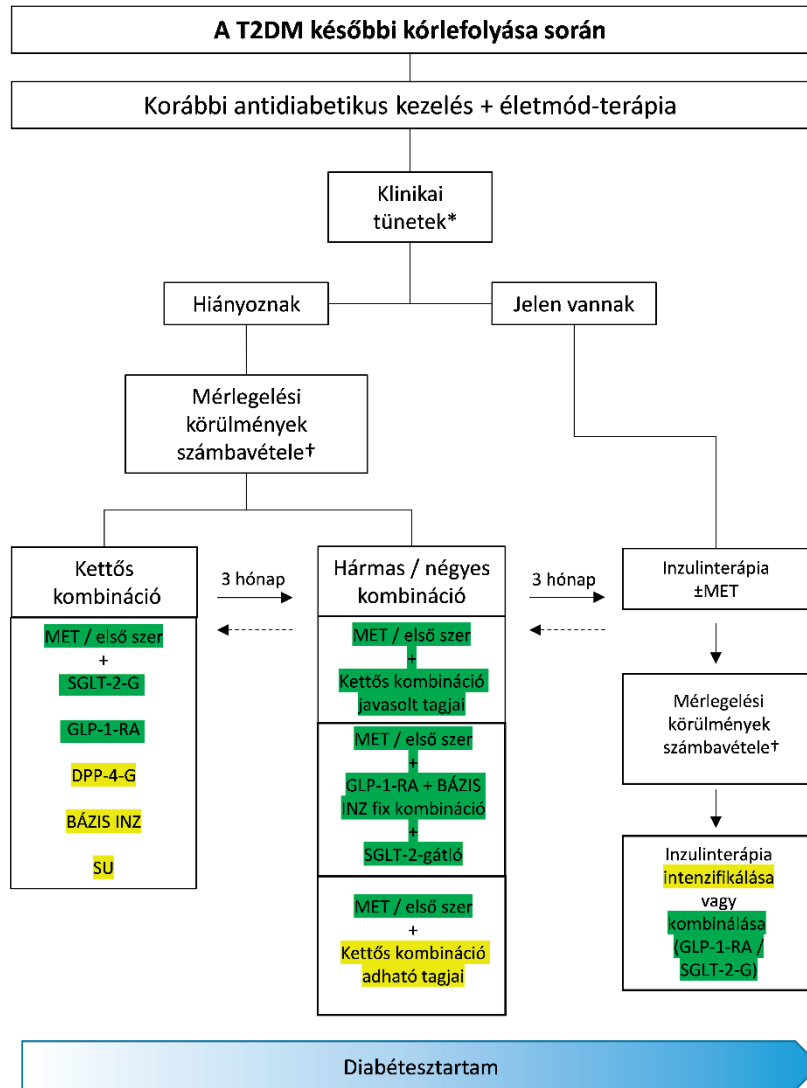 A T2DM későbbi kórlefolyása során
Korábbi antidiabetikus kezelés + életmód-terápia
Klinikai
tünetek*
Hiányoznak
Jelen vannak
Mérlegelési
körülmények
számbavétele†
Kettős
kombináció
MET / első szer
+
SGLT-2-G
GLP-1-RA
DPP-4-G
BÁZIS INZ
SU
3 hónap
Hármas / négyes
kombináció
MET / első szer
+
Kettős kombináció
javasolt tagjai
MET / első szer
+
GLP-1-RA + BÁZIS
INZ fix kombináció
+
SGLT-2-gátló
MET / első szer
+
Kettős kombináció
adható tagjai
3 hónap
Inzulinterápia
±MET
Mérlegelési
körülmények
számbavétele†
Inzulinterápia
intenzifikálása
vagy
kombinálása
(GLP-1-RA /
SGLT-2-G)
Diabétesztartam